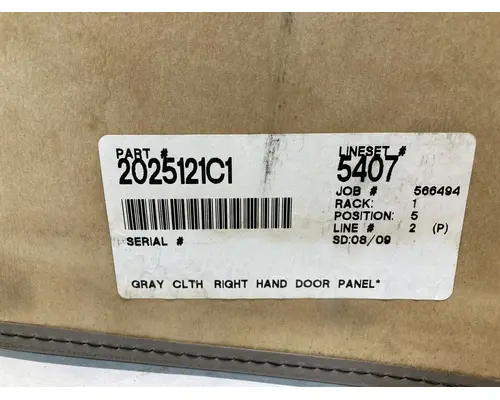 PART #
2025121C1
SERIAL #
LINESET #
5407
JOB # 566494
RACK: 1
POSITION: 5
LINE # 2 (P)
SD:08/09
GRAY CLTH RIGHT HAND DOOR PANEL*